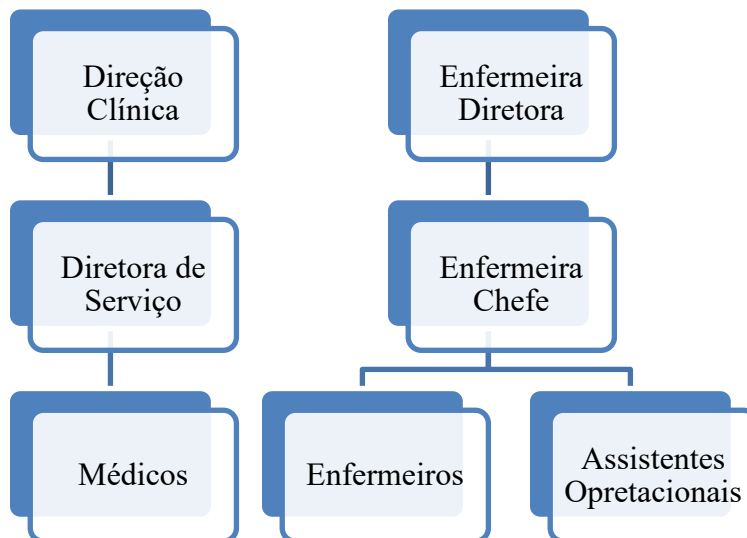 Direção
Clínica
Enfermeira
Diretora
Diretora de
Serviço
Enfermeira
Chefe
Médicos
Enfermeiros
Assistentes
Opretacionais